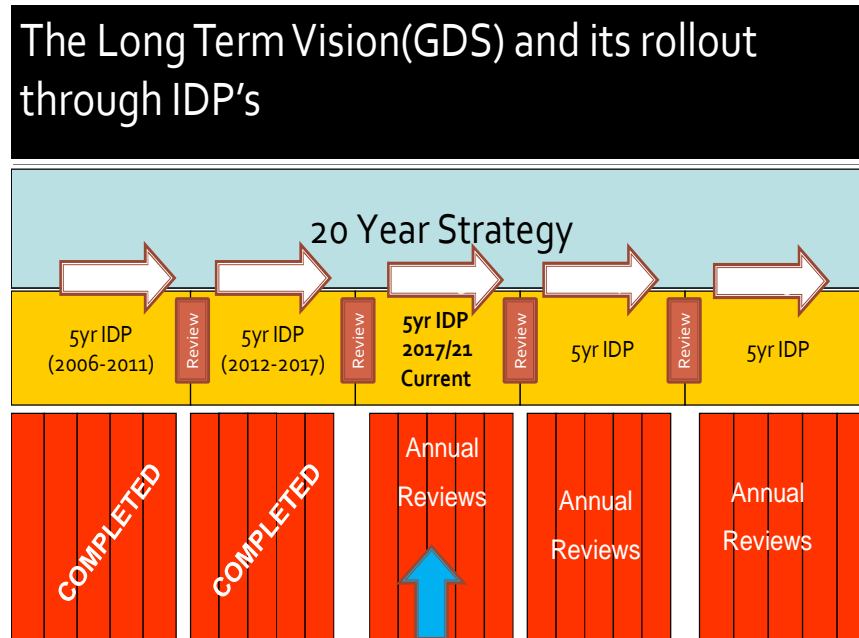 The Long Term Vision(GDS) and its rollout
through IDP's
20 Year Strategy
5yr IDP
(2006-2011)
Review
5yr IDP
(2012-2017)
Review
5yr IDP
2017/21
Current
Review
5yr IDP
Review
5yr IDP
COMPLETED
COMPLETED
Annual
Reviews
Annual
Reviews
Annual
Reviews